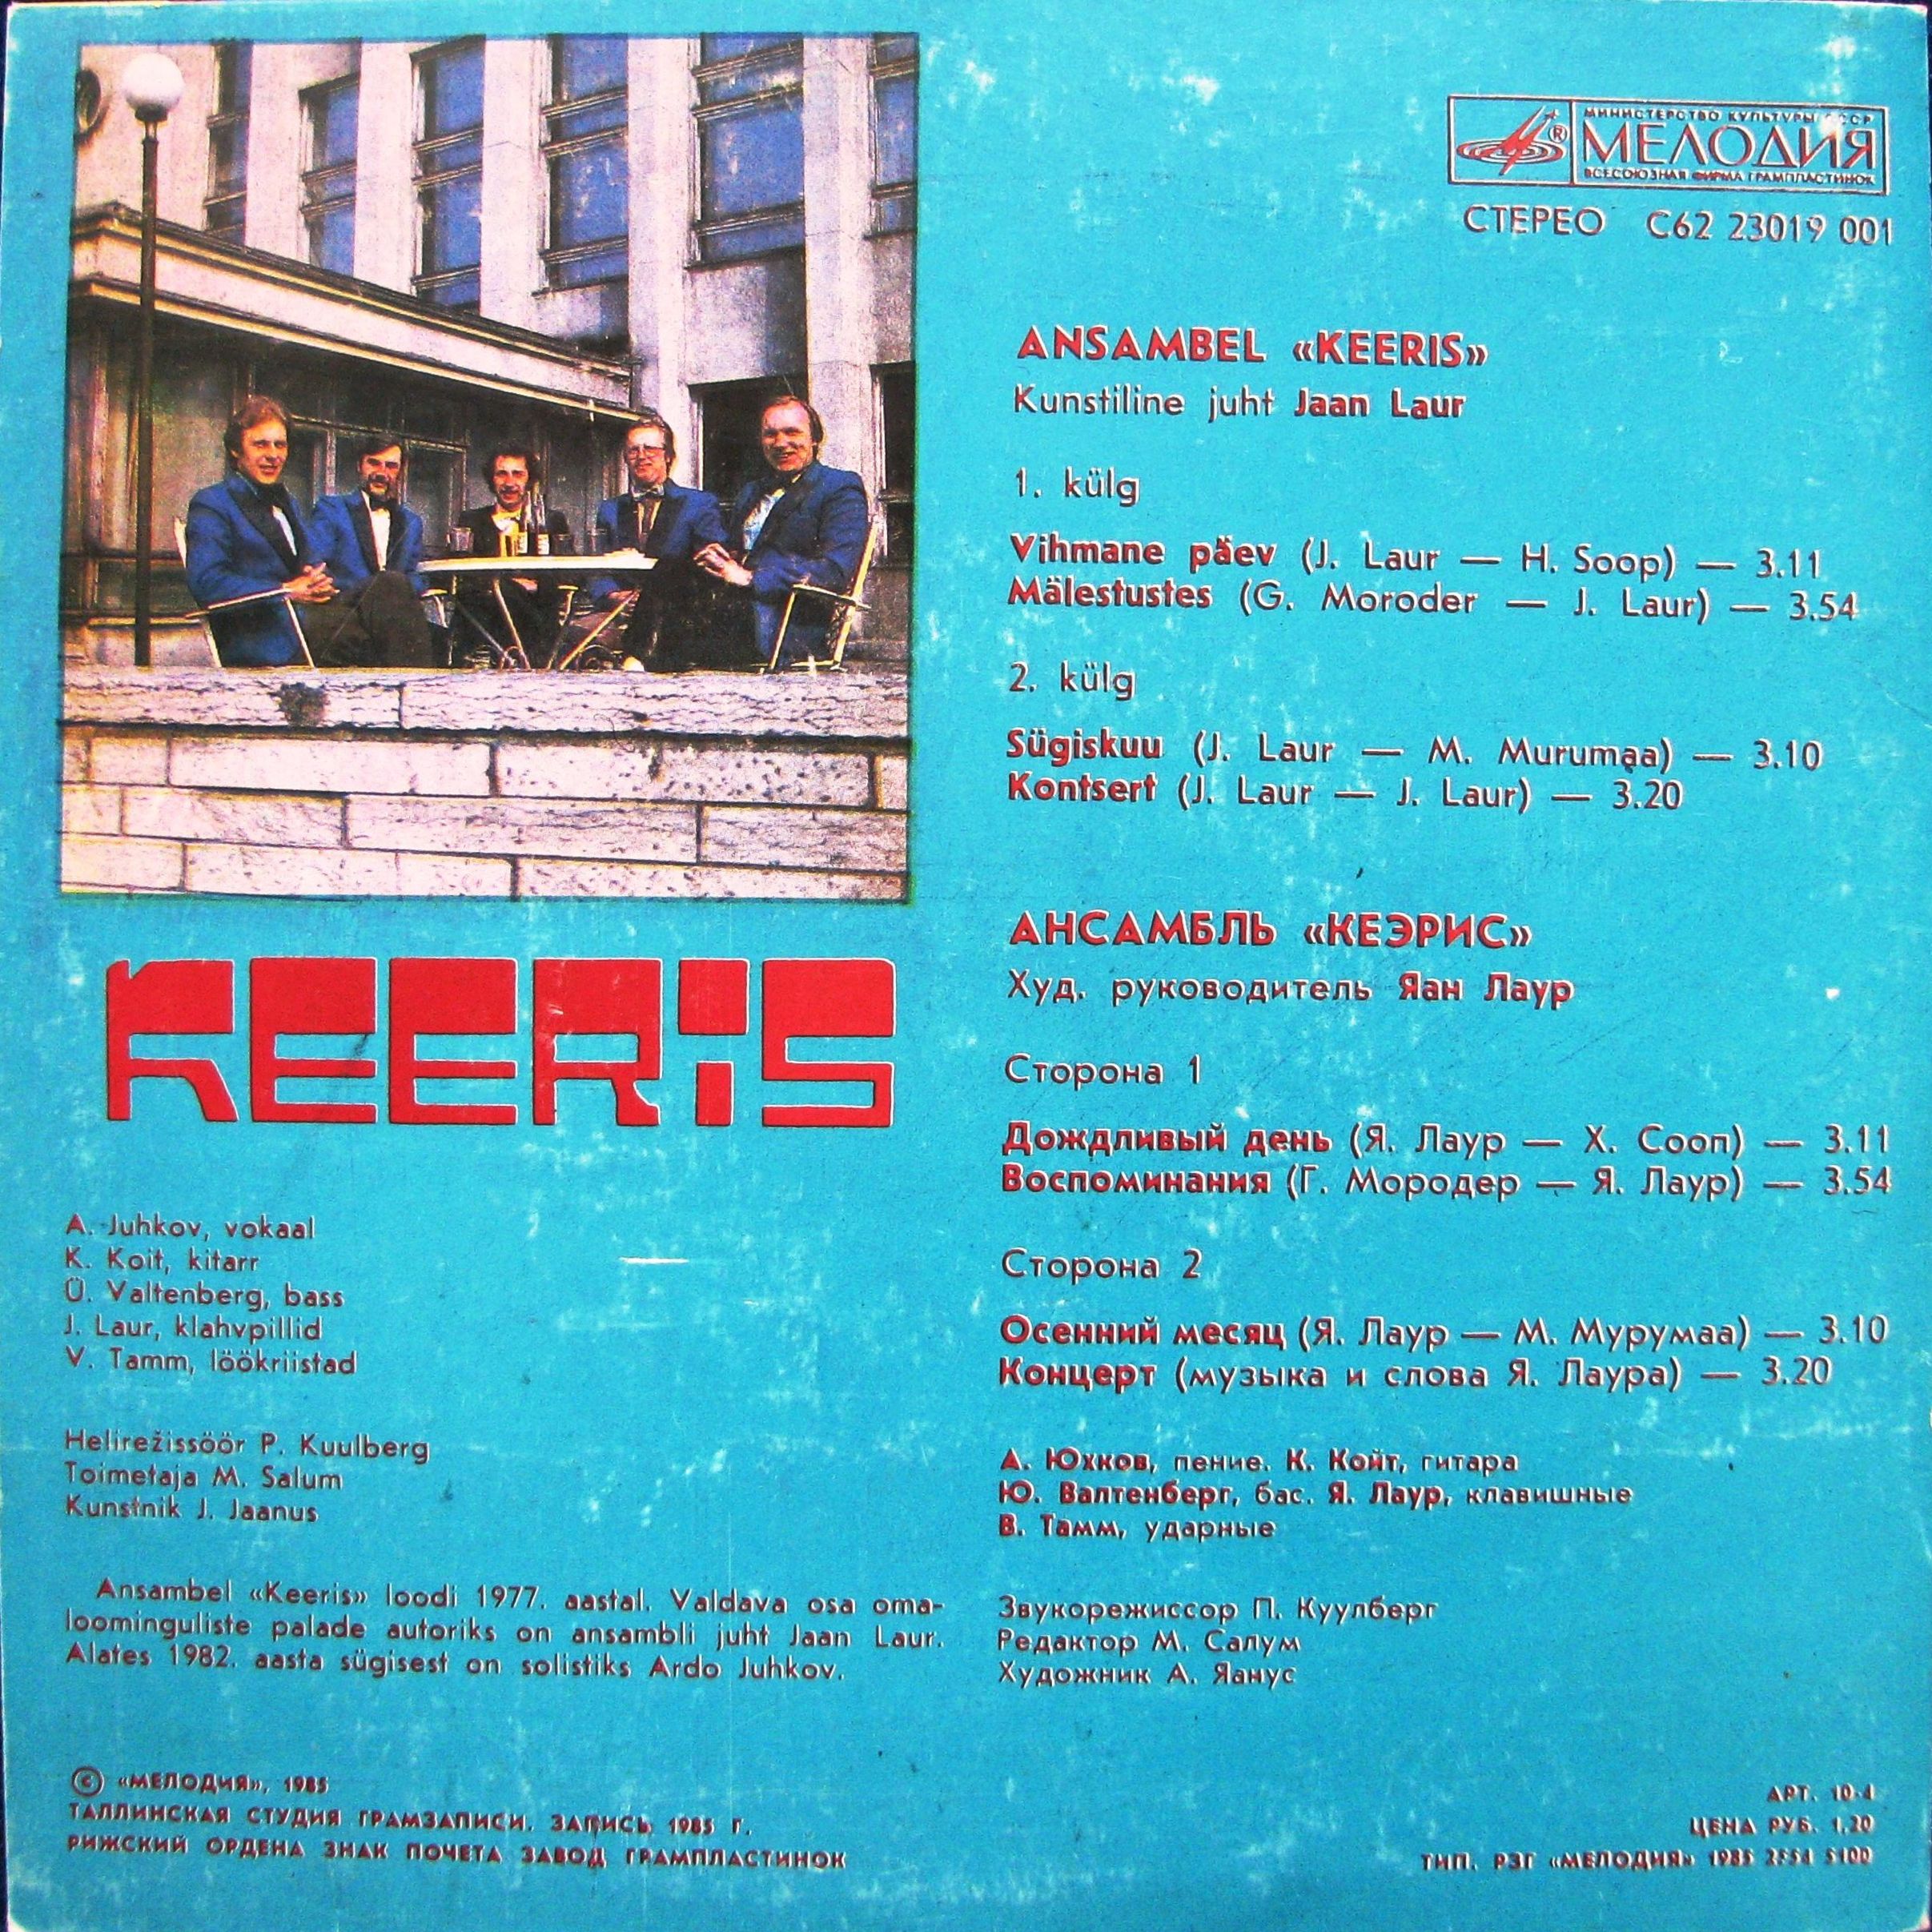 МИНИСТЕРСТВО КУЛЬТУРЫ СССР
® МЕЛОДИЯ
ВСЕСОЮЗНАЯ ФИРМА ГРАМПЛАСТИНОК
СТЕРЕО С62 23019 001
ANSAMBEL «KEERIS»
Kunstiline juht Jaan Laur
1. külg
Vihmane päev (J. Laur — H. Soop) — 3.11
Mälestustes (G. Moroder — J. Laur) — 3.54
2. külg
Sügiskuu (J. Laur — M. Murumaa) — 3.10
Kontsert (J. Laur — J. Laur) — 3.20
АНСАМБЛЬ «КЕЭРИС»
Худ. руководитель Яан Лаур
Сторона 1
Дождливый день (Я. Лаур — Х. Сооп) — 3.11
Воспоминания (Г. Мородер — Я. Лаур) — 3.54
Сторона 2
Осенний месяц (Я. Лаур — М. Мурумаа) — 3.10
Концерт (музыка и слова Я. Лаура) — 3.20
А. Юхков, пение. К. Койт, гитара
Ю. Валтенберг, бас. Я. Лаур, клавишные
В. Тамм, ударные
Звукорежиссор П. Куулберг
Редактор М. Салум
Художник А. Яанус
KEERIS
A. Juhkov, vokaal
K. Koit, kitarr
Ü. Valtenberg, bass
J. Laur, klahvpillid
V. Tamm, löökriistad
Helirežissöör P. Kuulberg
Toimetaja M. Salum
Kunstnik J. Jaanus
Ansambel «Keeris» loodi 1977. aastal. Valdava osa oma-
loominguliste palade autoriks on ansambli juht Jaan Laur.
Alates 1982. aasta sügisest on solistiks Ardo Juhkov.
© «МЕЛОДИЯ», 1985
ТАЛЛИНСКАЯ СТУДИЯ ГРАМЗАПИСИ. ЗАПИСЬ 1985 Г.
РИЖСКИЙ ОРДЕНА ЗНАК ПОЧЕТА ЗАВОД ГРАМПЛАСТИНОК
АРТ. 10-4
ЦЕНА РУБ. 1.20
ТИП. РЗГ «МЕЛОДИЯ» 1985 2554 5100